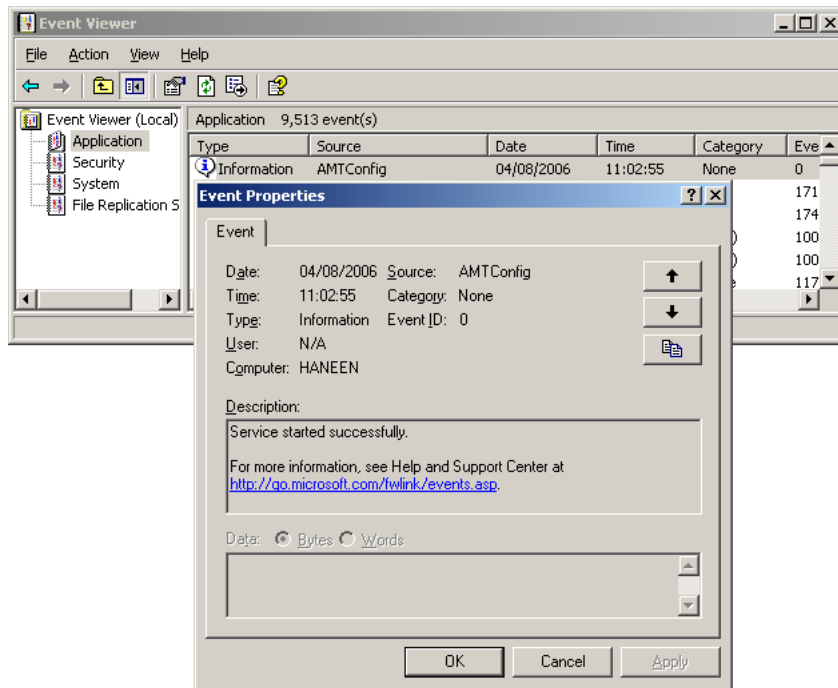 Event Viewer
File Action View Help
Event Viewer (Local)
Application
Security
System
File Replication S
Application 9,513 event(s)
Type Source Date Time Category Eve
Information AMTConfig 04/08/2006 11:02:55 None 0
171
174
) 100
) 100
117
Event Properties
Event
Date: 04/08/2006 Source: AMTConfig
Time: 11:02:55 Category: None
Type: Information Event ID: 0
User: N/A
Computer: HANEEN
Description:
Service started successfully.
For more information, see Help and Support Center at
http://go.microsoft.com/fwlink/events.asp.
Data: Bytes Words
OK Cancel Apply